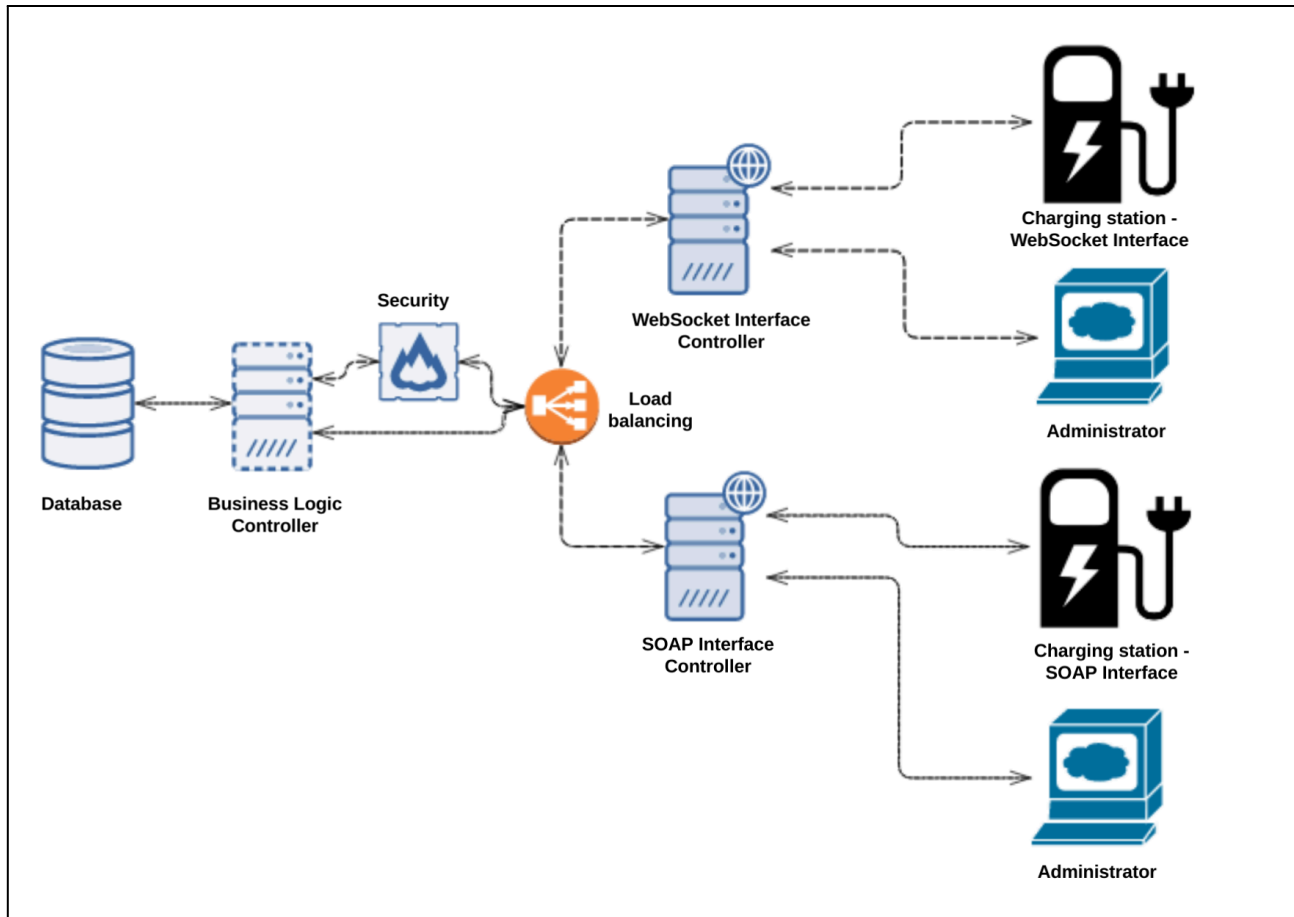 Charging station -
WebSocket Interface
Security
WebSocket Interface
Controller
Load
balancing
Administrator
Database
Business Logic
Controller
SOAP Interface
Controller
Charging station -
SOAP Interface
Administrator